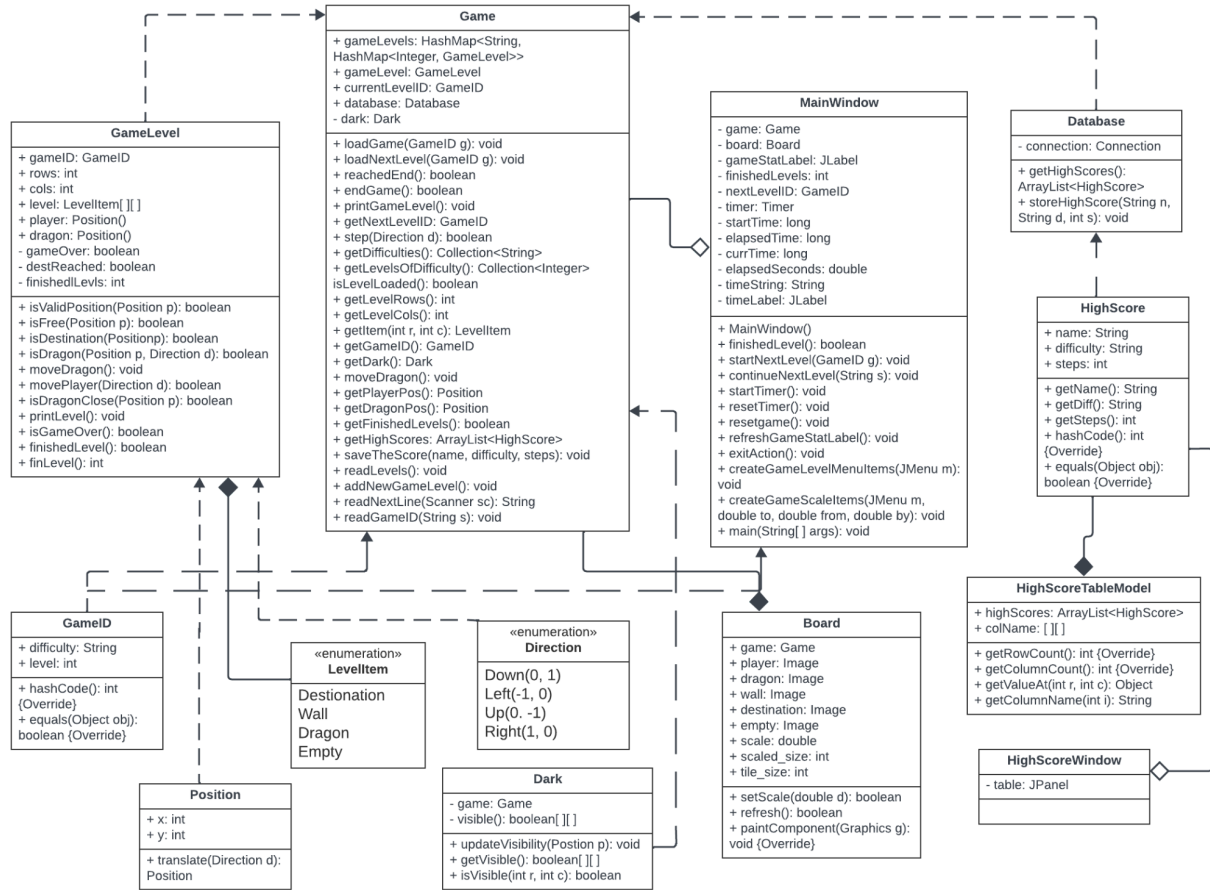 Game
+ gameLevels: HashMap<String,
HashMap<Integer, GameLevel>>
+ gameLevel: GameLevel
+ currentLevelID: GameID
+ database: Database
- dark: Dark
+ loadGame(GameID g): void
+ loadNextLevel(GameID g): void
+ reachedEnd(): boolean
+ endGame(): boolean
+ printGameLevel(): void
+ getNextLevelID: GameID
+ step(Direction d): boolean
+ getDifficulties(): Collection<String>
+ getLevelsOfDifficulty(): Collection<Integer>
isLevelLoaded(): boolean
+ getLevelRows(): int
+ getLevelCols(): int
+ getItem(int r, int c): LevelItem
+ getGameID(): GameID
+ getDark(): Dark
+ moveDragon(): void
+ getPlayerPos(): Position
+ getDragonPos(): Position
+ getFinishedLevels(): boolean
+ getHighScores: ArrayList<HighScore>
+ saveTheScore(name, difficulty, steps): void
+ readLevels(): void
+ addNewGameLevel(): void
+ readNextLine(Scanner sc): String
+ readGameID(String s): void
GameLevel
+ gameID: GameID
+ rows: int
+ cols: int
+ level: LevelItem[ ][ ]
+ player: Position()
+ dragon: Position()
- gameOver: boolean
- destReached: boolean
- finishedlLevls: int
+ isValidPosition(Position p): boolean
+ isFree(Position p): boolean
+ isDestination(Positionp): boolean
+ isDragon(Position p, Direction d): boolean
+ moveDragon(): void
+ movePlayer(Direction d): boolean
+ isDragonClose(Position p): boolean
+ printLevel(): void
+ isGameOver(): boolean
+ finishedLevel(): boolean
+ finLevel(): int
MainWindow
- game: Game
- board: Board
- gameStatLabel: JLabel
- finishedLevels: int
- nextLevelID: GameID
- timer: Timer
- startTime: long
- elapsedTime: long
- currTime: long
- elapsedSeconds: double
- timeString: String
- timeLabel: JLabel
+ MainWindow()
+ finishedLevel(): boolean
+ startNextLevel(GameID g): void
+ continueNextLevel(String s): void
+ startTimer(): void
+ resetTimer(): void
+ resetgame(): void
+ refreshGameStatLabel(): void
+ exitAction(): void
+ createGameLevelMenuItems(JMenu m):
void
+ createGameScaleItems(JMenu m,
double to, double from, double by): void
+ main(String[ ] args): void
Database
- connection: Connection
+ getHighScores():
ArrayList<HighScore>
+ storeHighScore(String n,
String d, int s): void
HighScore
+ name: String
+ difficulty: String
+ steps: int
+ getName(): String
+ getDiff(): String
+ getSteps(): int
+ hashCode(): int
{Override}
+ equals(Object obj):
boolean {Override}
HighScoreTableModel
+ highScores: ArrayList<HighScore>
+ colName: [ ][ ]
+ getRowCount(): int {Override}
+ getColumnCount(): int {Override}
+ getValueAt(int r, int c): Object
+ getColumnName(int i): String
HighScoreWindow
- table: JPanel
GameID
+ difficulty: String
+ level: int
+ hashCode(): int
{Override}
+ equals(Object obj):
boolean {Override}
«enumeration»
LevelItem
Destionation
Wall
Dragon
Empty
«enumeration»
Direction
Down(0, 1)
Left(-1, 0)
Up(0. -1)
Right(1, 0)
Board
+ game: Game
+ player: Image
+ dragon: Image
+ wall: Image
+ destination: Image
+ empty: Image
+ scale: double
+ scaled_size: int
+ tile_size: int
+ setScale(double d): boolean
+ refresh(): boolean
+ paintComponent(Graphics g):
void {Override}
Position
+ x: int
+ y: int
+ translate(Direction d):
Position
Dark
- game: Game
- visible(): boolean[ ][ ]
+ updateVisibility(Postion p): void
+ getVisible(): boolean[ ][ ]
+ isVisible(int r, int c): boolean